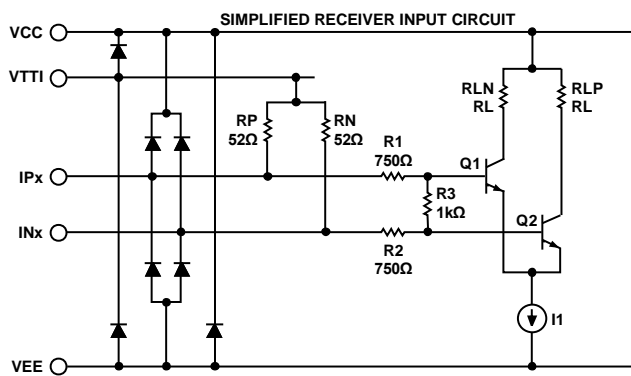 SIMPLIFIED RECEIVER INPUT CIRCUIT
VCC
VTTI
RLN
RL
RLP
RL
RP
52Ω
RN
52Ω
R1
750Ω
Q1
IPx
R3
1kΩ
Q2
INx
R2
750Ω
I1
VEE